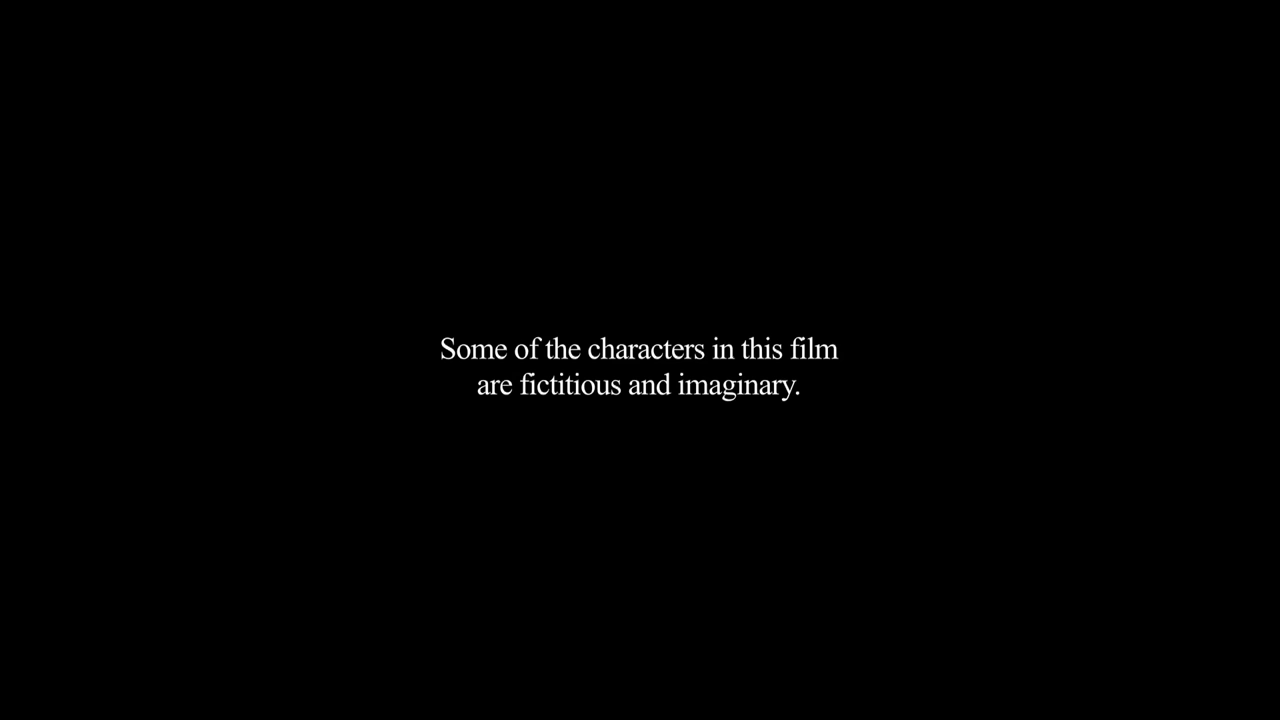 Some of the characters in this film
are fictitious and imaginary.